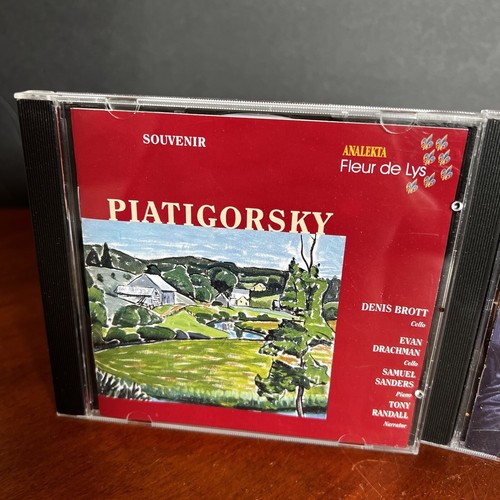 SOUVENIR
ANALEKTA
Fleur de Lys
PIATIGORSKY
DENIS BROTT
Cello
EVAN
DRACHMAN
Cello
SAMUEL
SANDERS
Piano
TONY
RANDALL
Narrator